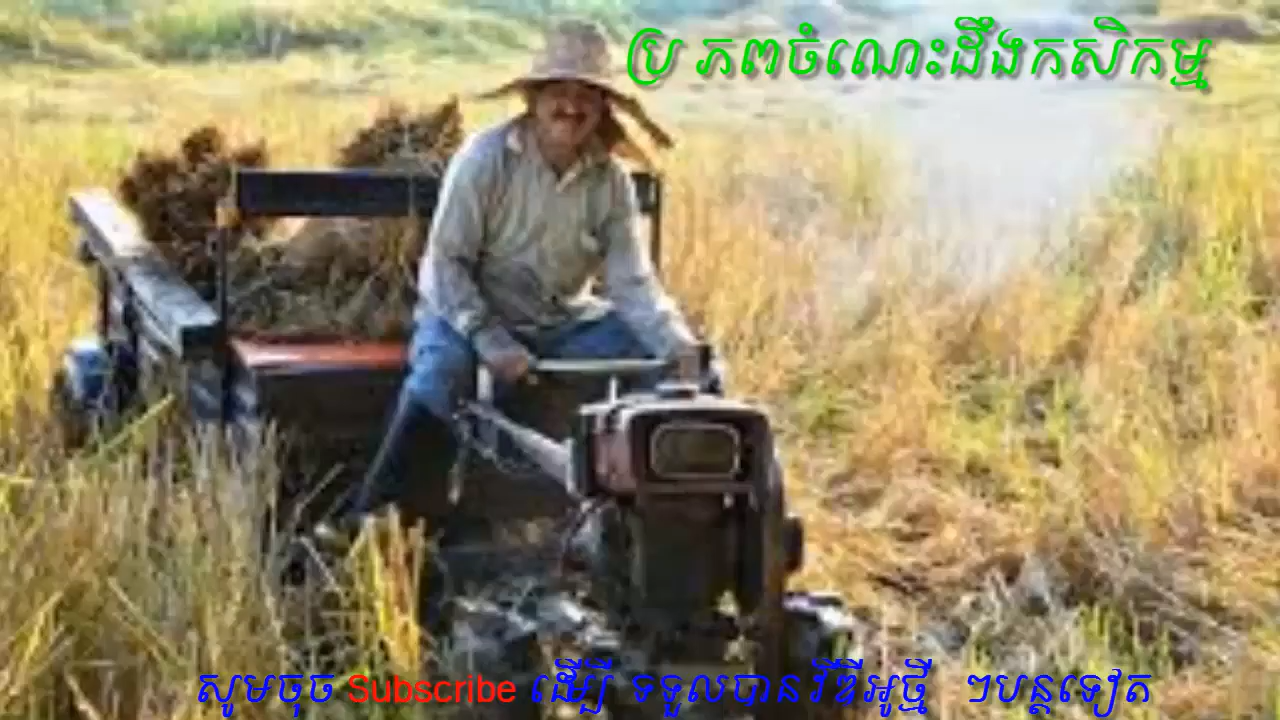 ប្រ ភពចំណេះដឹងកសិកម្ម
សូមចុច Subscribe ដើម្បី ទទួលបានវីឌីអូថ្មី ៗបន្តទៀត